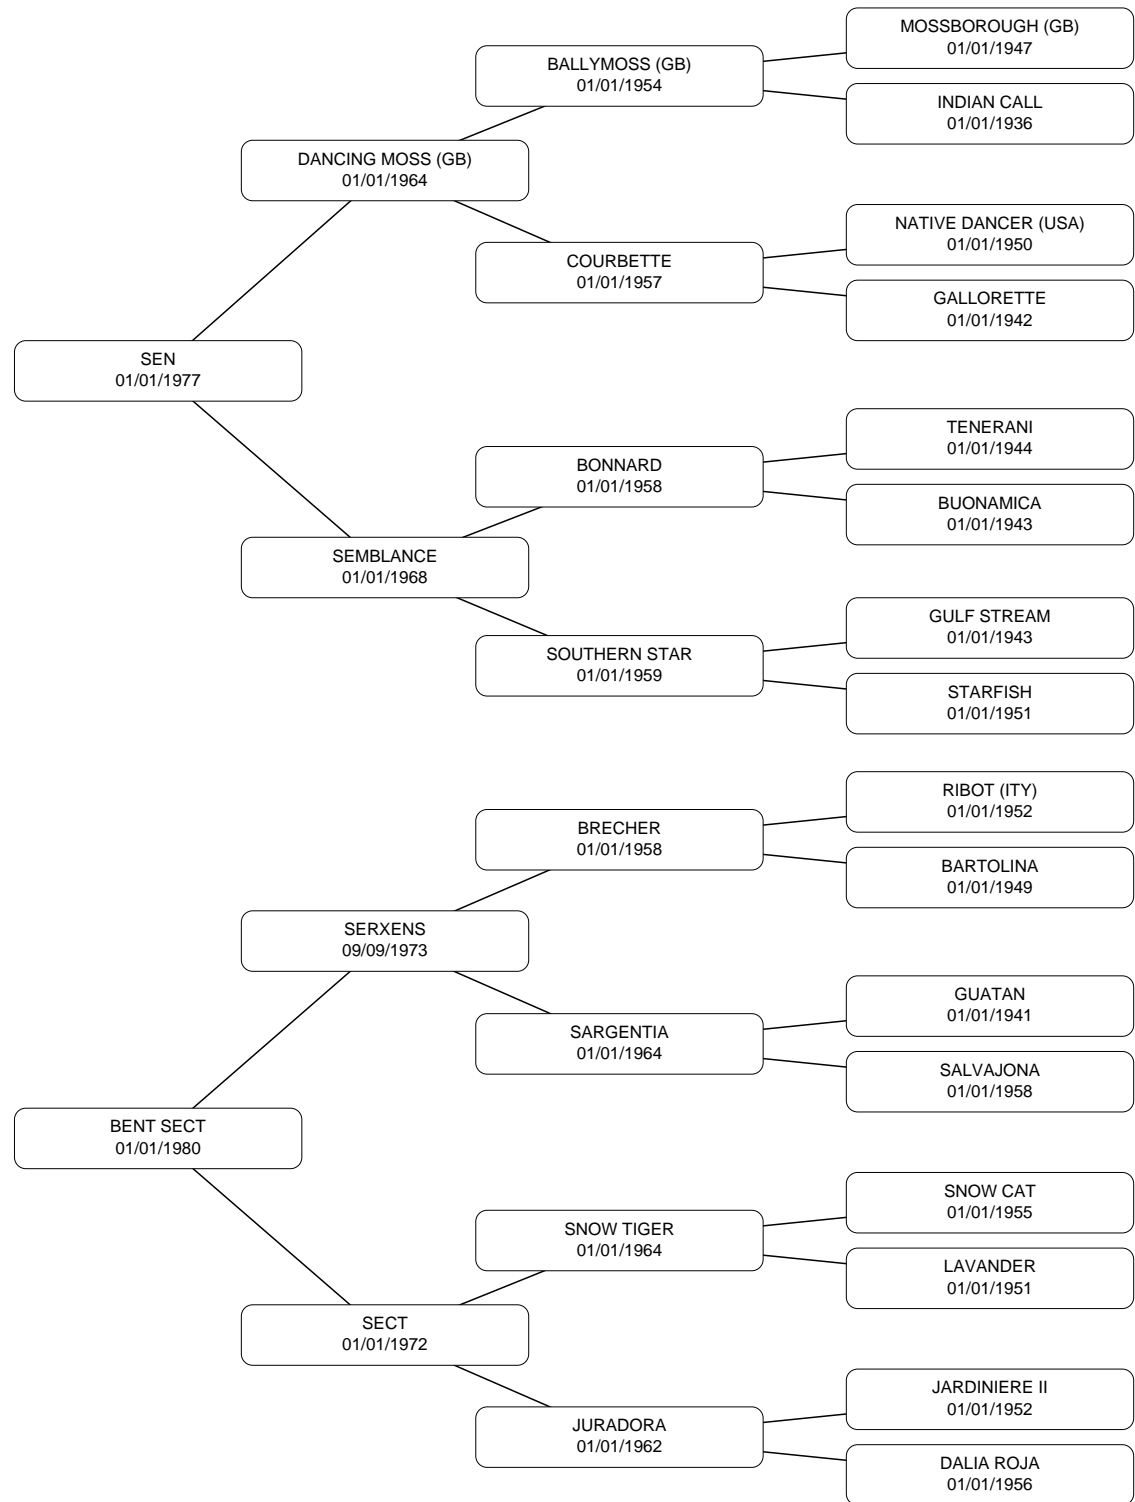 MOSSBOROUGH (GB)
01/01/1947
BALLYMOSS (GB)
01/01/1954
INDIAN CALL
01/01/1936
DANCING MOSS (GB)
01/01/1964
NATIVE DANCER (USA)
01/01/1950
COURBETTE
01/01/1957
GALLORETTE
01/01/1942
SEN
01/01/1977
TENERANI
01/01/1944
BONNARD
01/01/1958
BUONAMICA
01/01/1943
SEMBLANCE
01/01/1968
GULF STREAM
01/01/1943
SOUTHERN STAR
01/01/1959
STARFISH
01/01/1951
RIBOT (ITY)
01/01/1952
BRECHER
01/01/1958
BARTOLINA
01/01/1949
SERXENS
09/09/1973
GUATAN
01/01/1941
SARGENTIA
01/01/1964
SALVAJONA
01/01/1958
BENT SECT
01/01/1980
SNOW CAT
01/01/1955
SNOW TIGER
01/01/1964
LAVANDER
01/01/1951
SECT
01/01/1972
JARDINIERE II
01/01/1952
JURADORA
01/01/1962
DALIA ROJA
01/01/1956